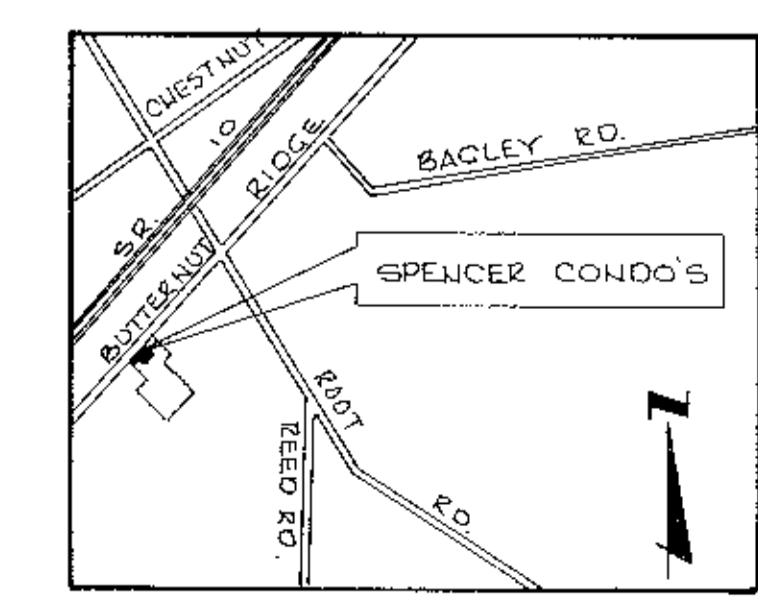 CHESTNUT
S.R. 10
BUTTERNUT RIDGE
BAGLEY RD.
SPENCER CONDO'S
ROOT RD.
REED RD.
N